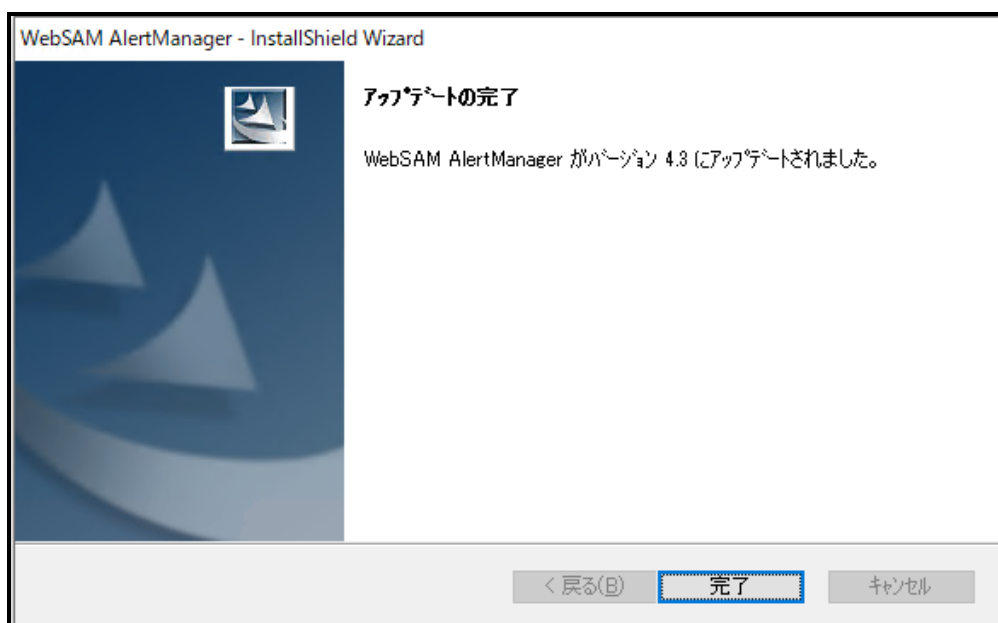 WebSAM AlertManager - InstallShield Wizard
ｱｯﾌﾟﾃﾞｰﾄの完了
WebSAM AlertManager がﾊﾞｰｼﾞｮﾝ 4.3 にｱｯﾌﾟﾃﾞｰﾄされました。
< 戻る(B)
完了
ｷｬﾝｾﾙ